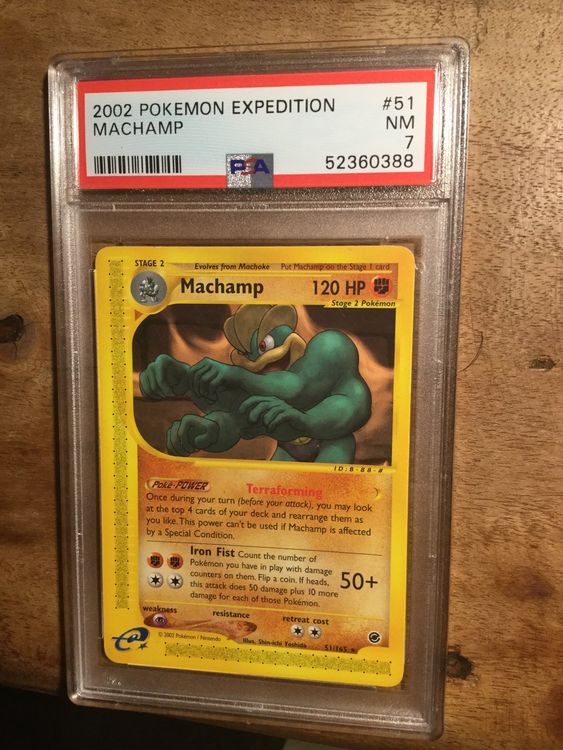 2002 POKEMON EXPEDITION #51
MACHAMP NM
7
PSA 52360388
STAGE 2 Evolves from Machoke Put Machamp on the Stage 1 card
Machamp 120 HP
Stage 2 Pokémon
ID:B-88-#
Poké-POWER Terraforming
Once during your turn (before your attack), you may look
at the top 4 cards of your deck and rearrange them as
you like. This power can't be used if Machamp is affected
by a Special Condition.
Iron Fist Count the number of
Pokémon you have in play with damage
counters on them. Flip a coin. If heads,
this attack does 50 damage plus 10 more
damage for each of those Pokémon.
50+
weakness resistance retreat cost
e
© 2002 Pokémon / Nintendo Illus. Shin-ichi Yoshida 51/165 ★